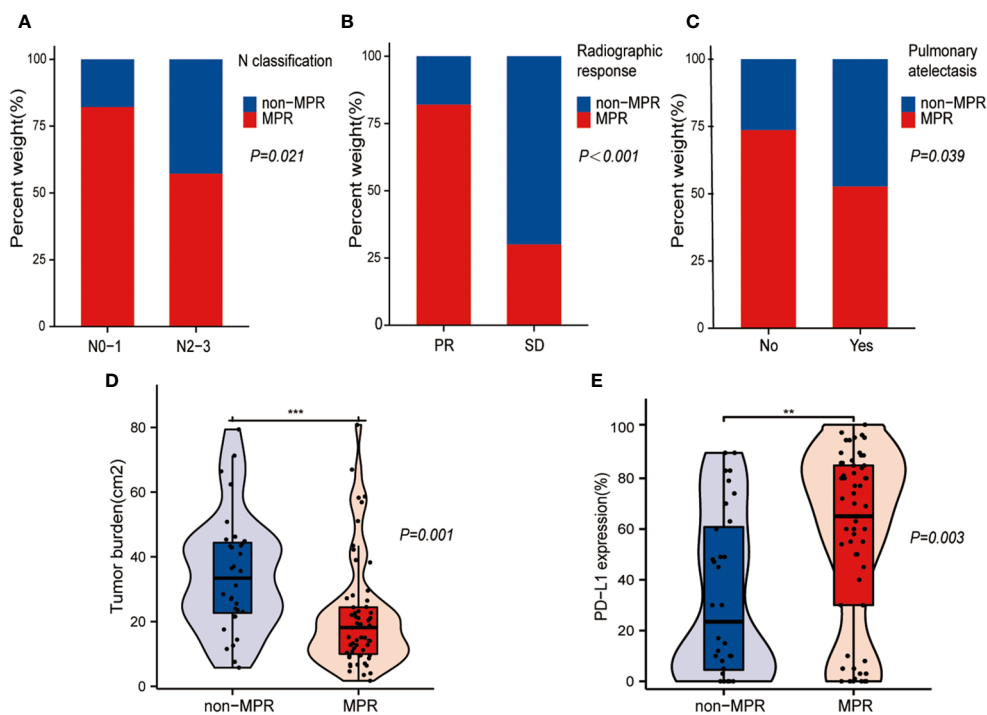 A
Percent weight(%)
100
75
50
25
0
N0−1
N2−3
N classification
non−MPR
MPR
P=0.021
B
Percent weight(%)
100
75
50
25
0
PR
SD
Radiographic
response
non−MPR
MPR
P<0.001
C
Percent weight(%)
100
75
50
25
0
No
Yes
Pulmonary
atelectasis
non−MPR
MPR
P=0.039
D
Tumor burden(cm2)
80
60
40
20
0
non−MPR
MPR
***
P=0.001
E
PD−L1 expression(%)
100
80
60
40
20
0
non−MPR
MPR
**
P=0.003